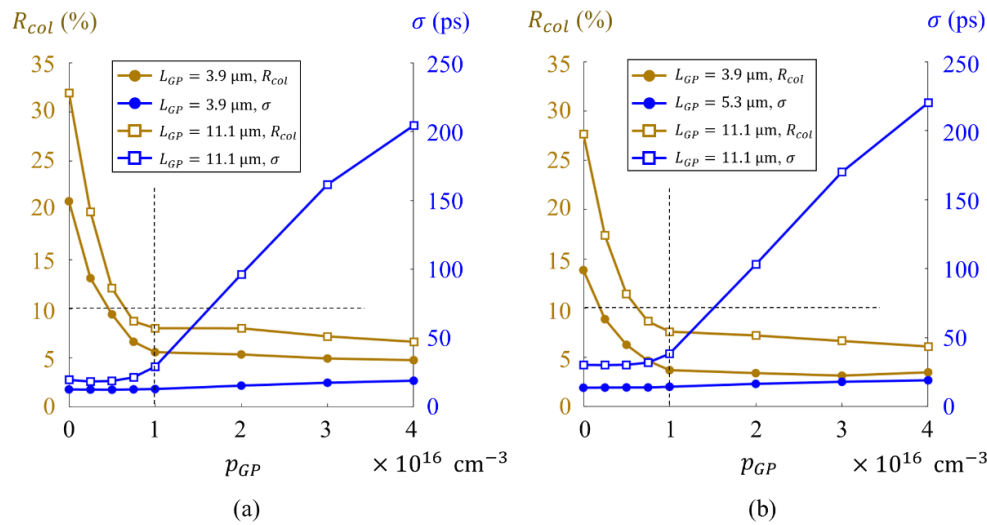 R_col (%)
σ (ps)
35
30
25
20
15
10
5
0
L_GP = 3.9 μm, R_col
L_GP = 3.9 μm, σ
L_GP = 11.1 μm, R_col
L_GP = 11.1 μm, σ
250
200
150
100
50
0
0 1 2 3 4
p_GP
× 10^16 cm^−3
(a)
R_col (%)
σ (ps)
35
30
25
20
15
10
5
0
L_GP = 3.9 μm, R_col
L_GP = 5.3 μm, σ
L_GP = 11.1 μm, R_col
L_GP = 11.1 μm, σ
250
200
150
100
50
0
0 1 2 3 4
p_GP
× 10^16 cm^−3
(b)